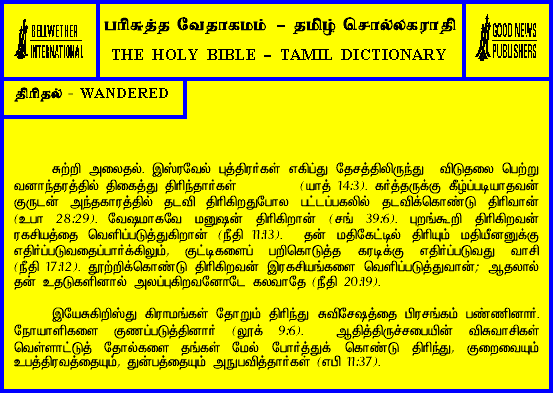 BELLWETHER
INTERNATIONAL
பரிசுத்த வேதாகமம் – தமிழ் சொல்லகராதி
THE HOLY BIBLE – TAMIL DICTIONARY
GOOD NEWS
PUBLISHERS
திரிதல் - WANDERED
சுற்றி அலைதல். இஸ்ரவேல் புத்திரர்கள் எகிப்து தேசத்திலிருந்து விடுதலை பெற்று
வனாந்தரத்தில் திகைத்து திரிந்தார்கள் (யாத் 14:3). கர்த்தருக்கு கீழ்ப்படியாதவன்
குருடன் அந்தகாரத்தில் தடவி திரிகிறதுபோல பட்டப்பகலில் தடவிக்கொண்டு திரிவான்
(உபா 28:29). வேஷமாகவே மனுஷன் திரிகிறான் (சங் 39:6). புறங்கூறி திரிகிறவன்
ரகசியத்தை வெளிப்படுத்துகிறான் (நீதி 11:13). தன் மதிகேட்டில் திரியும் மதியீனனுக்கு
எதிர்ப்படுவதைப்பார்க்கிலும், குட்டிகளைப் பறிகொடுத்த கரடிக்கு எதிர்ப்படுவது வாசி
(நீதி 17:12). தூற்றிக்கொண்டு திரிகிறவன் இரகசியங்களை வெளிப்படுத்துவான்; ஆதலால்
தன் உதடுகளினால் அலப்புகிறவனோடே கலவாதே (நீதி 20:19).
இயேசுகிறிஸ்து கிராமங்கள் தோறும் திரிந்து சுவிசேஷத்தை பிரசங்கம் பண்ணினார்.
நோயாளிகளை குணப்படுத்தினார் (லூக் 9:6). ஆதித்திருச்சபையின் விசுவாசிகள்
வெள்ளாட்டுத் தோல்களை தங்கள் மேல் போர்த்துக் கொண்டு திரிந்து, குறைவையும்
உபத்திரவத்தையும், துன்பத்தையும் அநுபவித்தார்கள் (எபி 11:37).